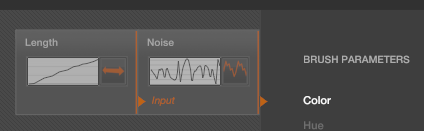 Length
Noise
Input
BRUSH PARAMETERS
Color
Hue